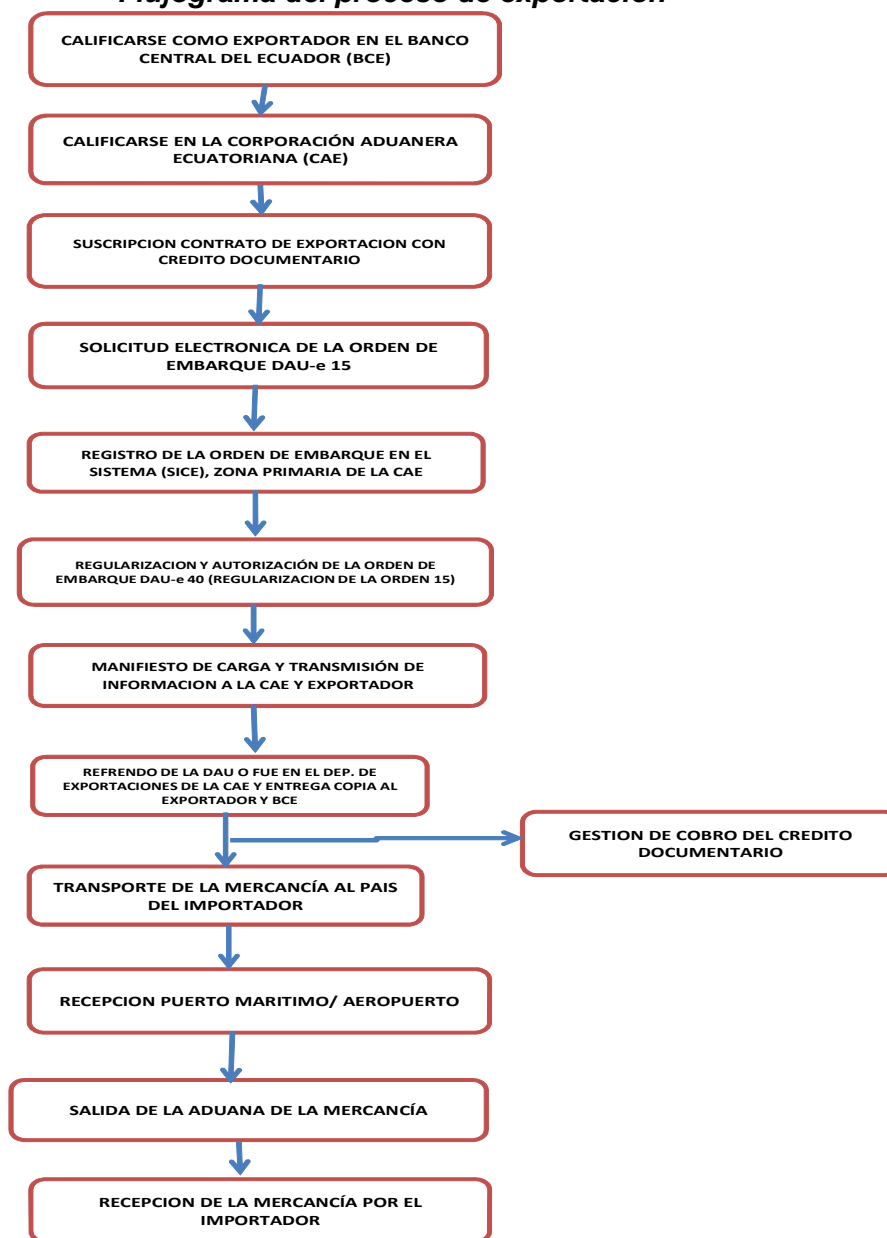 Flujograma del proceso de exportación
CALIFICARSE COMO EXPORTADOR EN EL BANCO
CENTRAL DEL ECUADOR (BCE)
CALIFICARSE EN LA CORPORACIÓN ADUANERA
ECUATORIANA (CAE)
SUSCRIPCION CONTRATO DE EXPORTACION CON
CREDITO DOCUMENTARIO
SOLICITUD ELECTRONICA DE LA ORDEN DE
EMBARQUE DAU-e 15
REGISTRO DE LA ORDEN DE EMBARQUE EN EL
SISTEMA (SICE), ZONA PRIMARIA DE LA CAE
REGULARIZACION Y AUTORIZACIÓN DE LA ORDEN DE
EMBARQUE DAU-e 40 (REGULARIZACION DE LA ORDEN 15)
MANIFIESTO DE CARGA Y TRANSMISIÓN DE
INFORMACION A LA CAE Y EXPORTADOR
REFRENDO DE LA DAU O FUE EN EL DEP. DE
EXPORTACIONES DE LA CAE Y ENTREGA COPIA AL
EXPORTADOR Y BCE
GESTION DE COBRO DEL CREDITO
DOCUMENTARIO
TRANSPORTE DE LA MERCANCÍA AL PAIS
DEL IMPORTADOR
RECEPCION PUERTO MARITIMO/ AEROPUERTO
SALIDA DE LA ADUANA DE LA MERCANCÍA
RECEPCION DE LA MERCANCÍA POR EL
IMPORTADOR